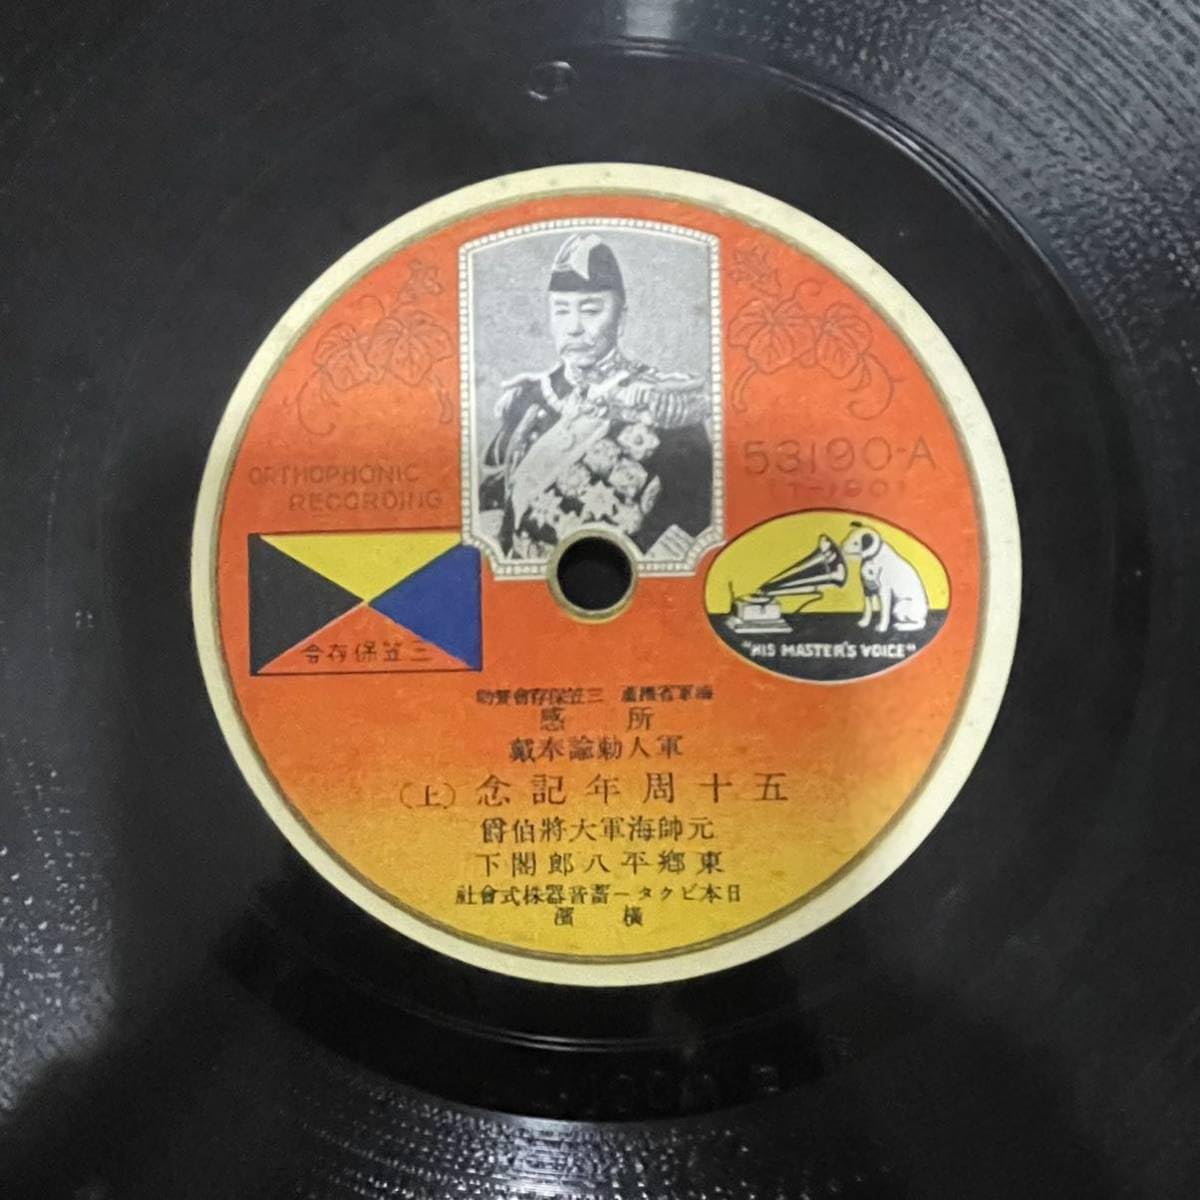 ORTHOPHONIC
RECORDING
53190-A
三笠保存会
"HIS MASTER'S VOICE"
海軍省推薦 三笠保存會賛助
所感
軍人勅諭奉戴
五十周年記念（上）
元帥海軍大將伯爵
東鄉平八郎閣下
日本ビクター蓄音器株式會社
橫濱